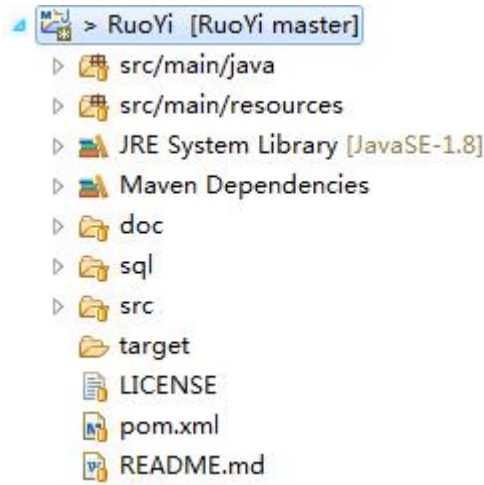 > RuoYi [RuoYi master]
src/main/java
src/main/resources
JRE System Library [JavaSE-1.8]
Maven Dependencies
doc
sql
src
target
LICENSE
pom.xml
README.md